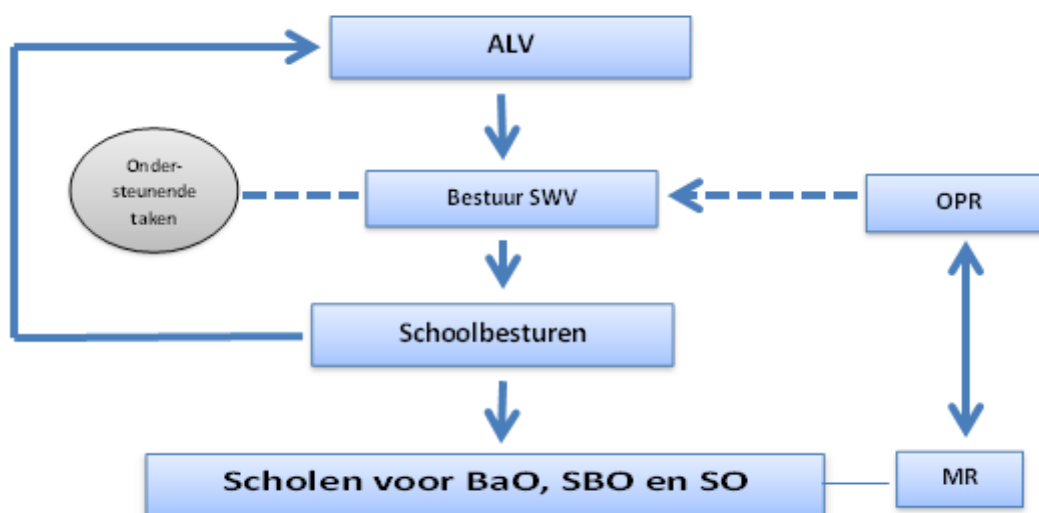 ALV
Onder-
steunende
taken
Bestuur SWV
OPR
Schoolbesturen
Scholen voor BaO, SBO en SO
MR